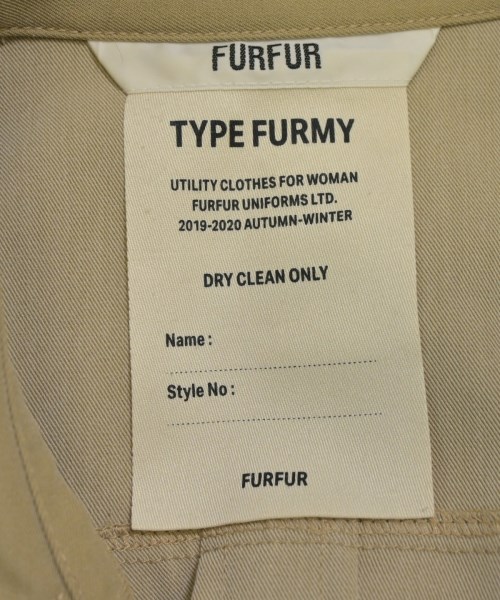 FURFUR
TYPE FURMY
UTILITY CLOTHES FOR WOMAN
FURFUR UNIFORMS LTD.
2019-2020 AUTUMN-WINTER
DRY CLEAN ONLY
Name :
Style No :
FURFUR